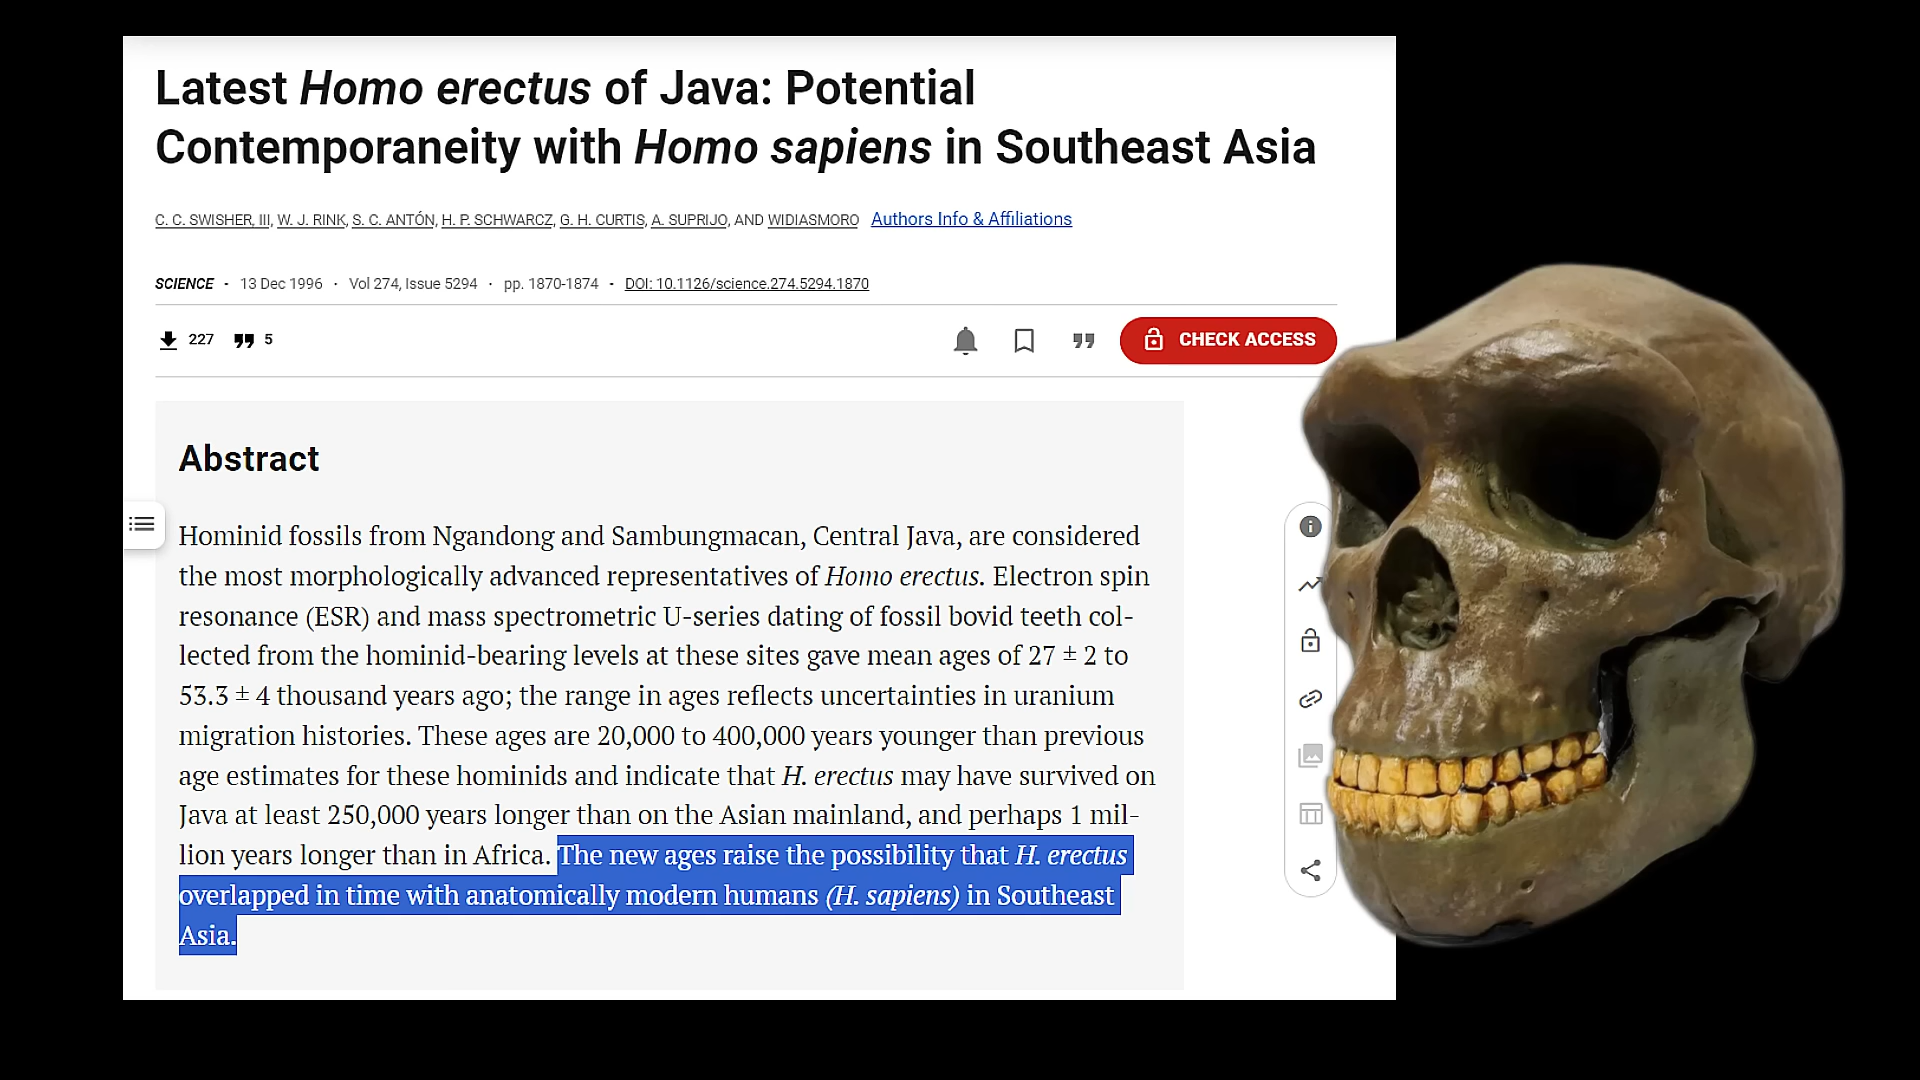 Latest Homo erectus of Java: Potential
Contemporaneity with Homo sapiens in Southeast Asia
C. C. SWISHER, III, W. J. RINK, S. C. ANTÓN, H. P. SCHWARCZ, G. H. CURTIS, A. SUPRIJO, AND WIDIASMORO Authors Info & Affiliations
SCIENCE · 13 Dec 1996 · Vol 274, Issue 5294 · pp. 1870-1874 · DOI: 10.1126/science.274.5294.1870
227 5
CHECK ACCESS
Abstract
Hominid fossils from Ngandong and Sambungmacan, Central Java, are considered
the most morphologically advanced representatives of Homo erectus. Electron spin
resonance (ESR) and mass spectrometric U-series dating of fossil bovid teeth col-
lected from the hominid-bearing levels at these sites gave mean ages of 27 ± 2 to
53.3 ± 4 thousand years ago; the range in ages reflects uncertainties in uranium
migration histories. These ages are 20,000 to 400,000 years younger than previous
age estimates for these hominids and indicate that H. erectus may have survived on
Java at least 250,000 years longer than on the Asian mainland, and perhaps 1 mil-
lion years longer than in Africa. The new ages raise the possibility that H. erectus
overlapped in time with anatomically modern humans (H. sapiens) in Southeast
Asia.